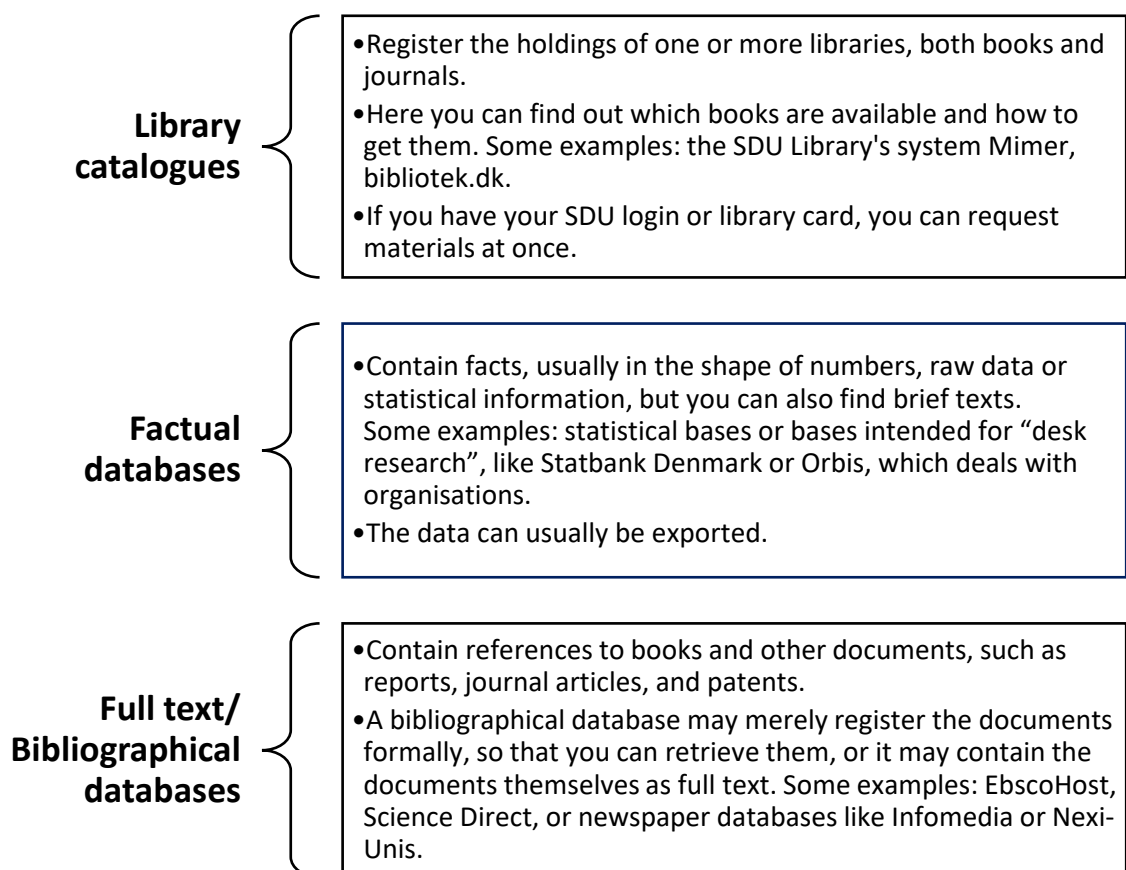 Library
catalogues
•Register the holdings of one or more libraries, both books and
journals.
•Here you can find out which books are available and how to
get them. Some examples: the SDU Library's system Mimer,
bibliotek.dk.
•If you have your SDU login or library card, you can request
materials at once.
Factual
databases
•Contain facts, usually in the shape of numbers, raw data or
statistical information, but you can also find brief texts.
Some examples: statistical bases or bases intended for “desk
research”, like Statbank Denmark or Orbis, which deals with
organisations.
•The data can usually be exported.
Full text/
Bibliographical
databases
•Contain references to books and other documents, such as
reports, journal articles, and patents.
•A bibliographical database may merely register the documents
formally, so that you can retrieve them, or it may contain the
documents themselves as full text. Some examples: EbscoHost,
Science Direct, or newspaper databases like Infomedia or Nexi-
Unis.